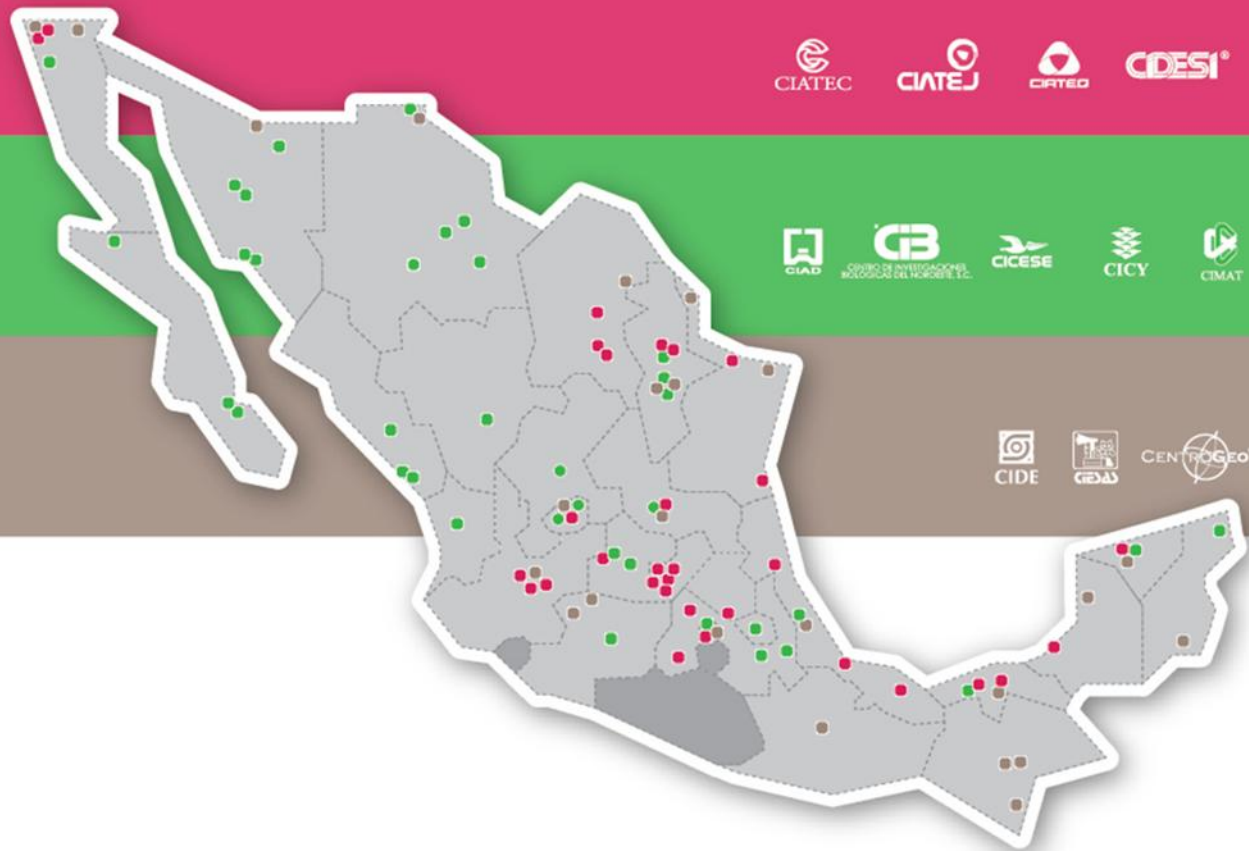 CIATEC
CIATEJ
CIATEQ
CIDESI®
CIAD
CIB
CENTRO DE INVESTIGACIONES
BIOLÓGICAS DEL NOROESTE, S.C.
CICESE
CICY
CIMAT
CIDE
CIESAS
CENTROGEO